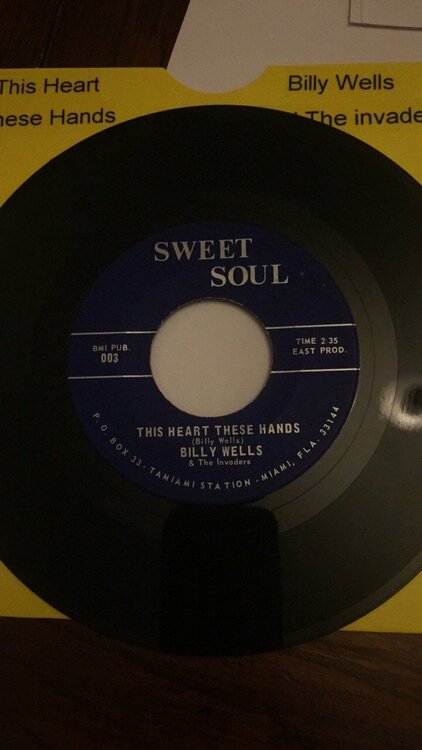 This Heart
Billy Wells
hese Hands
The invade
SWEET
SOUL
BMI PUB.
003
TIME 2 35
EAST PROD.
THIS HEART THESE HANDS
(Billy Wells)
BILLY WELLS
& The Invaders
P. O. BOX 33 - TAMIAMI STATION - MIAMI, FLA. 33144